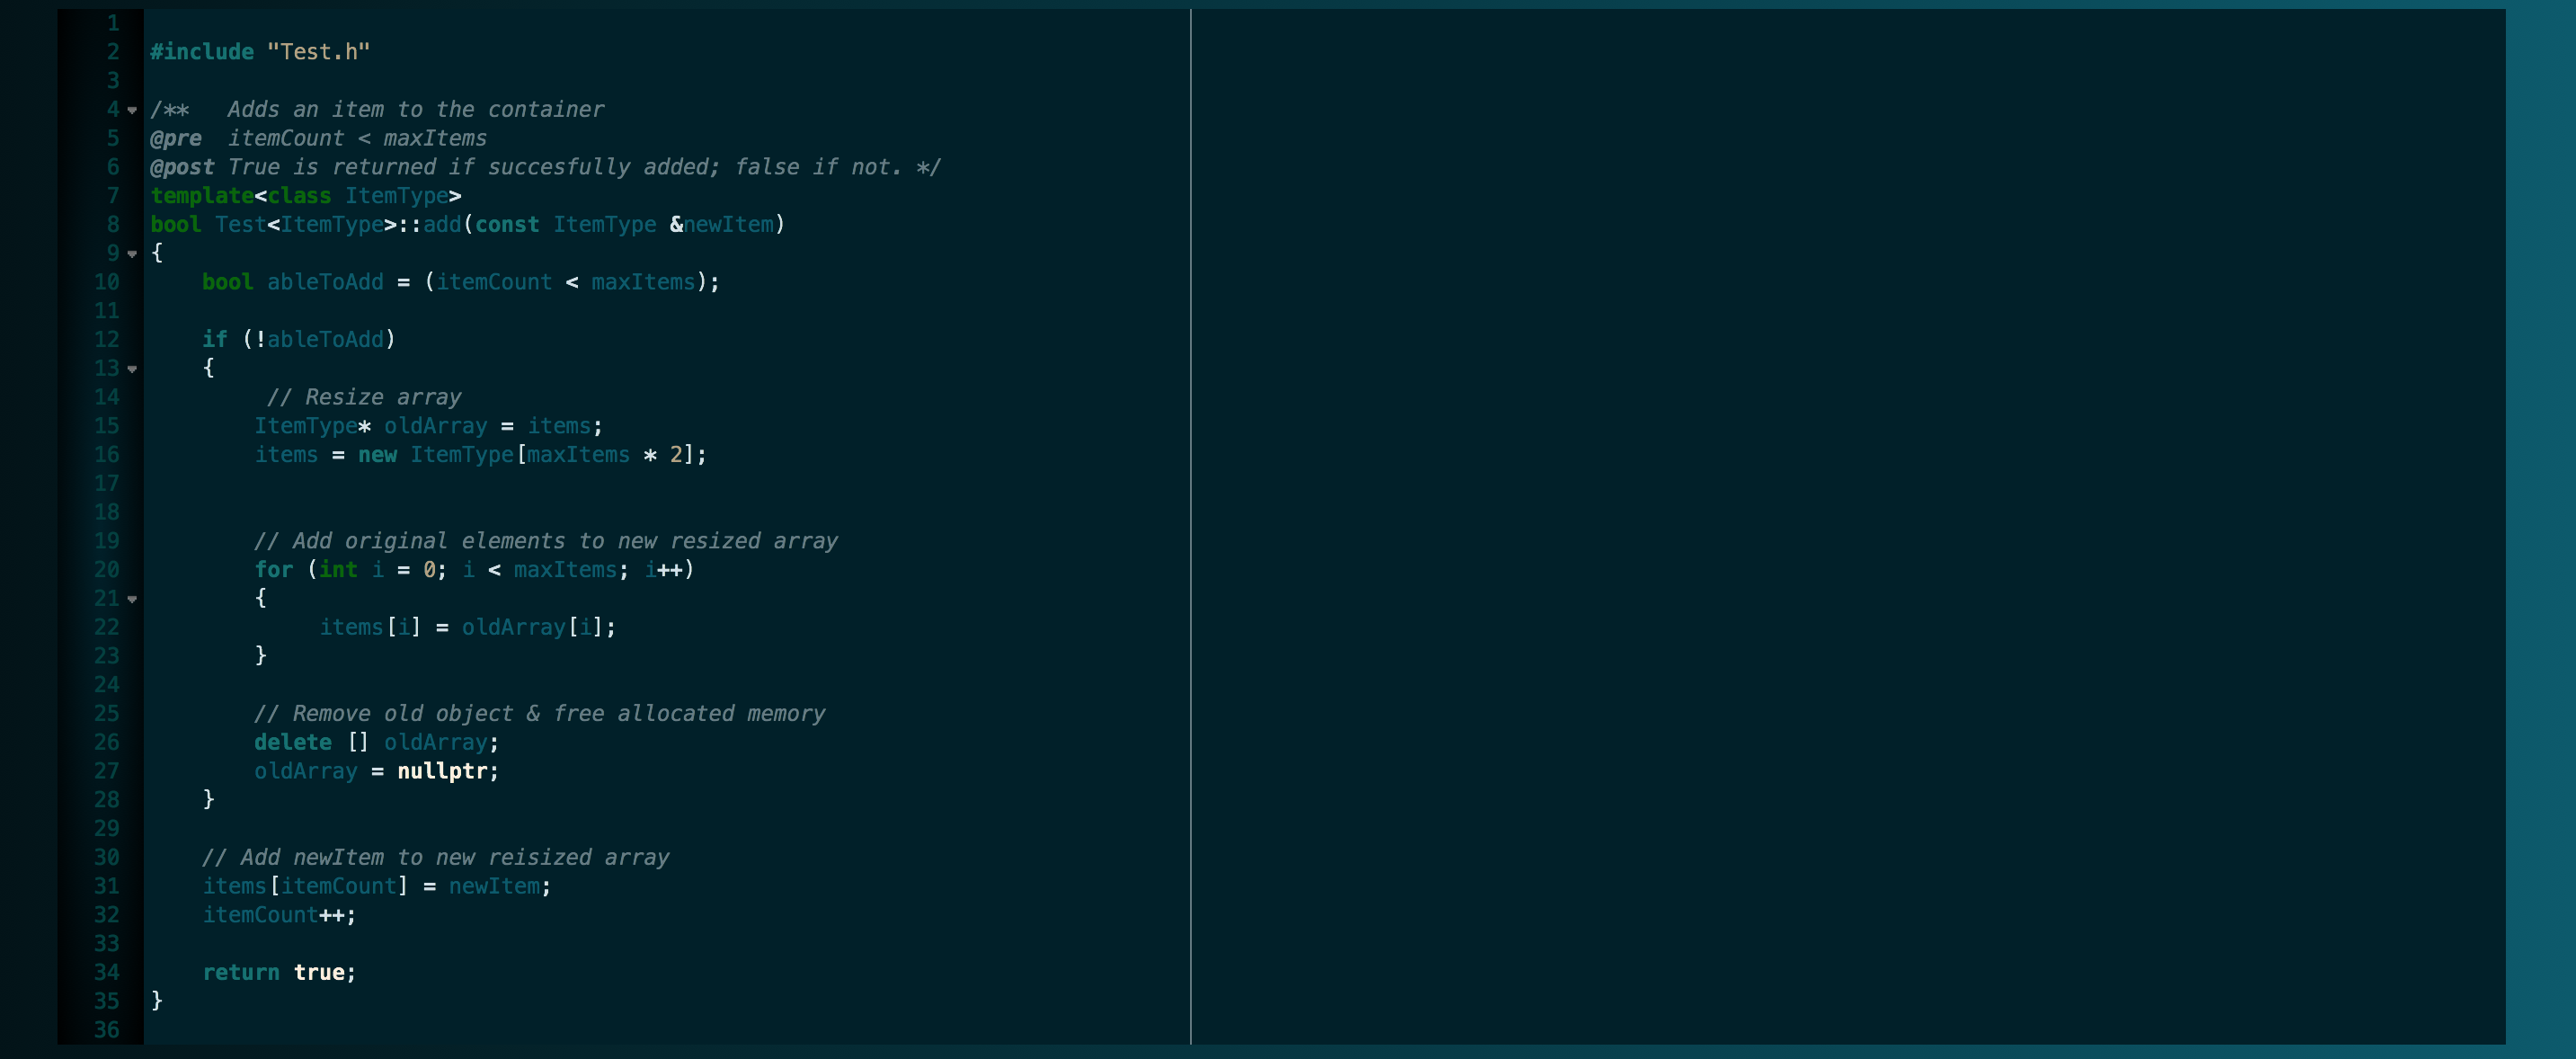 1
2 #include "Test.h"
3
4 /**   Adds an item to the container
5 @pre  itemCount < maxItems
6 @post True is returned if succesfully added; false if not. */
7 template<class ItemType>
8 bool Test<ItemType>::add(const ItemType &newItem)
9 {
10     bool ableToAdd = (itemCount < maxItems);
11
12     if (!ableToAdd)
13     {
14          // Resize array
15         ItemType* oldArray = items;
16         items = new ItemType[maxItems * 2];
17
18
19         // Add original elements to new resized array
20         for (int i = 0; i < maxItems; i++)
21         {
22              items[i] = oldArray[i];
23         }
24
25         // Remove old object & free allocated memory
26         delete [] oldArray;
27         oldArray = nullptr;
28     }
29
30     // Add newItem to new reisized array
31     items[itemCount] = newItem;
32     itemCount++;
33
34     return true;
35 }
36